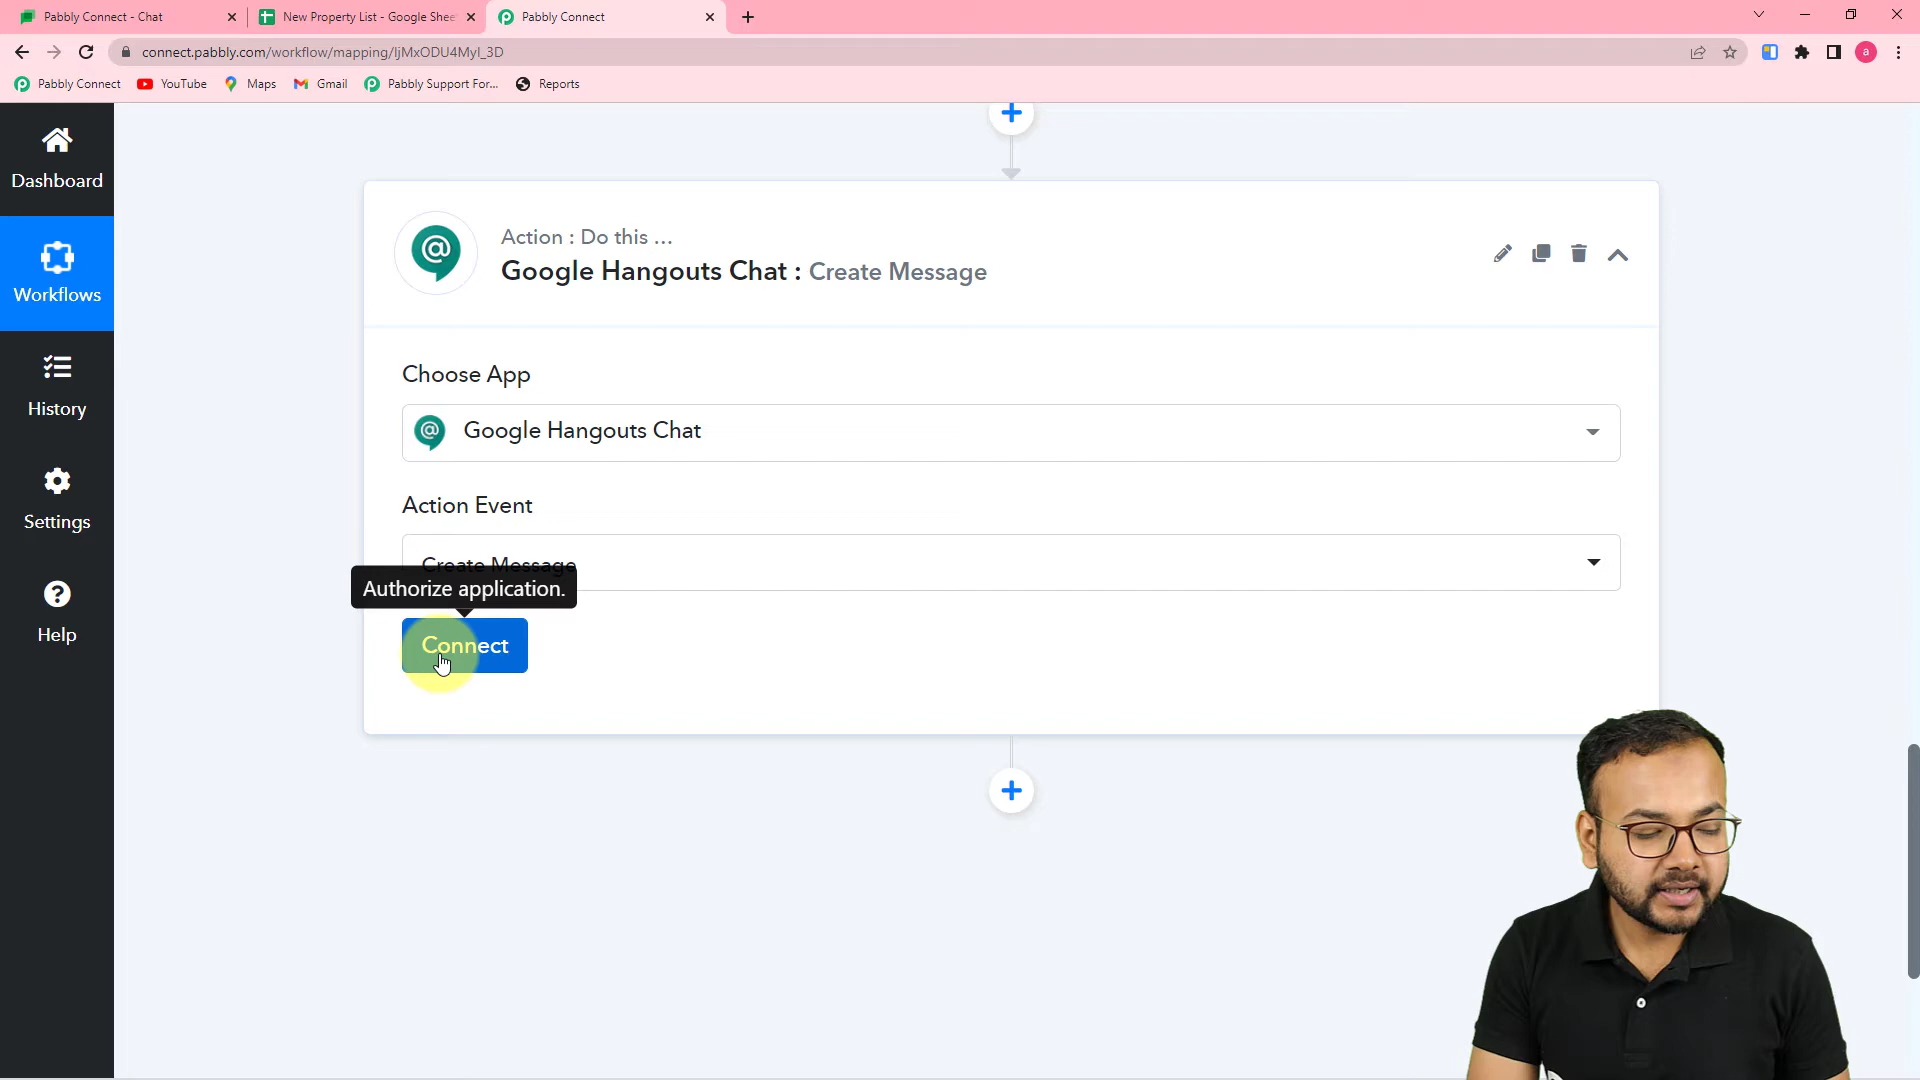 Pabbly Connect - Chat
New Property List - Google Shee
Pabbly Connect
connect.pabbly.com/workflow/mapping/IjMxODU4MyI_3D
a
Pabbly Connect
YouTube
Maps
Gmail
Pabbly Support For...
Reports
Dashboard
Workflows
History
Settings
Help
Action : Do this ...
Google Hangouts Chat : Create Message
Choose App
Google Hangouts Chat
Action Event
Create Message
Authorize application.
Connect